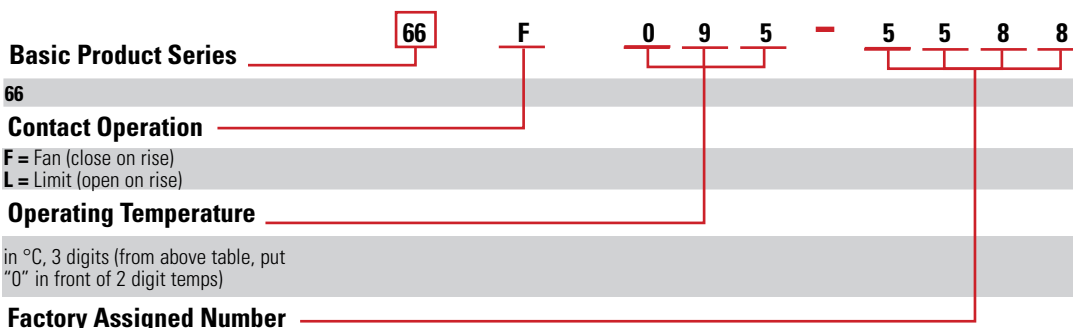 66 F 0 9 5 - 5 5 8 8
Basic Product Series
66
Contact Operation
F = Fan (close on rise)
L = Limit (open on rise)
Operating Temperature
in °C, 3 digits (from above table, put
“0” in front of 2 digit temps)
Factory Assigned Number